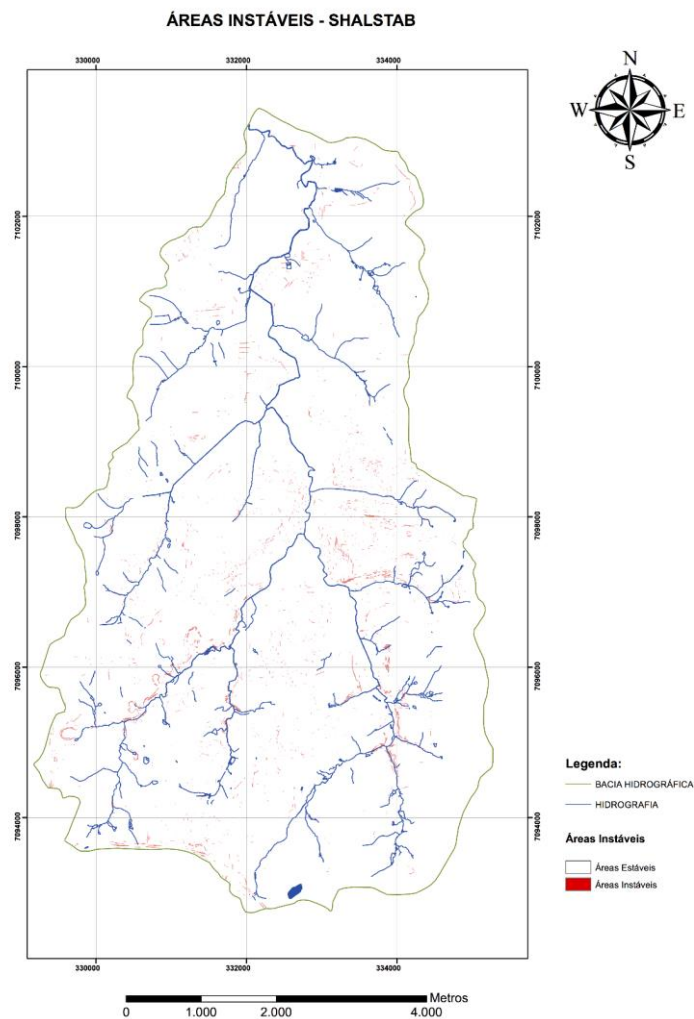 ÁREAS INSTÁVEIS - SHALSTAB
330000 332000 334000
N
W E
S
7102000 7102000
7100000 7100000
7098000 7098000
7096000 7096000
7094000 7094000
Legenda:
BACIA HIDROGRÁFICA
HIDROGRAFIA
Áreas Instáveis
Áreas Estáveis
Áreas Instáveis
330000 332000 334000
Metros
0 1.000 2.000 4.000